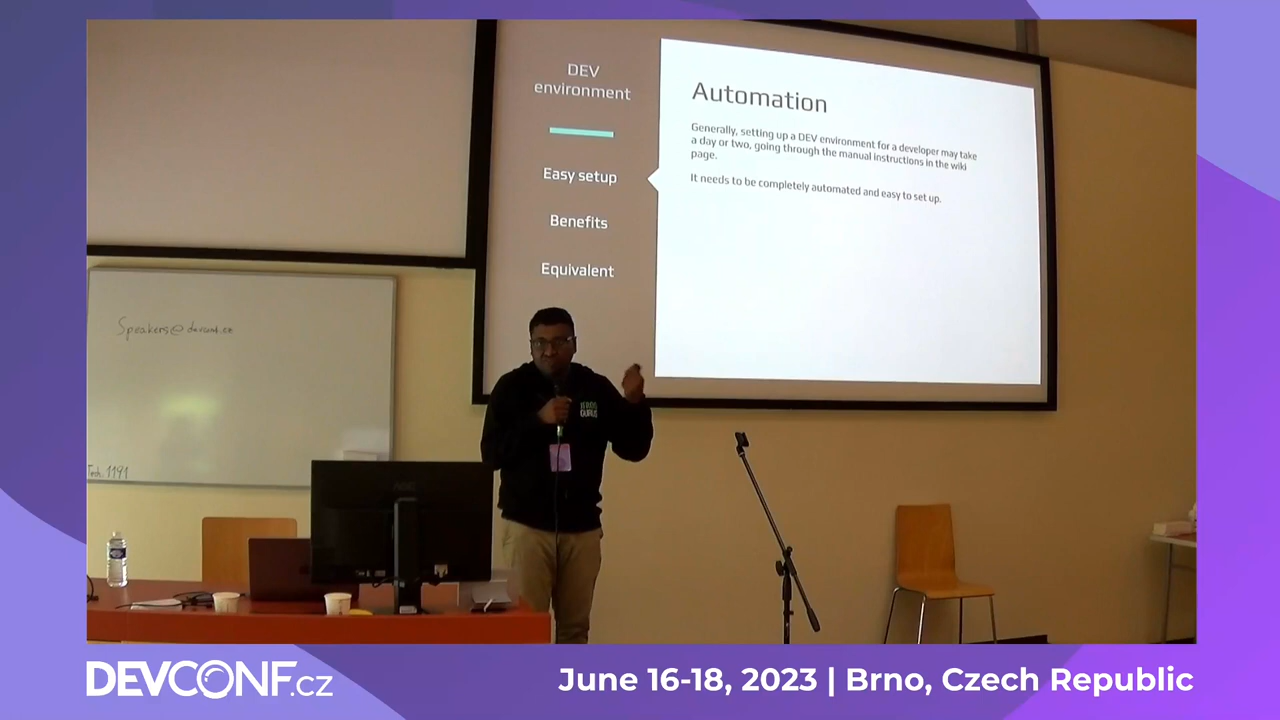 DEV
environment
Easy setup
Benefits
Equivalent
Automation
Generally, setting up a DEV environment for a developer may take
a day or two, going through the manual instructions in the wiki
page.
It needs to be completely automated and easy to set up.
Speakers@devconf.cz
Tech. 1191
DEVCONF.CZ
June 16-18, 2023 | Brno, Czech Republic